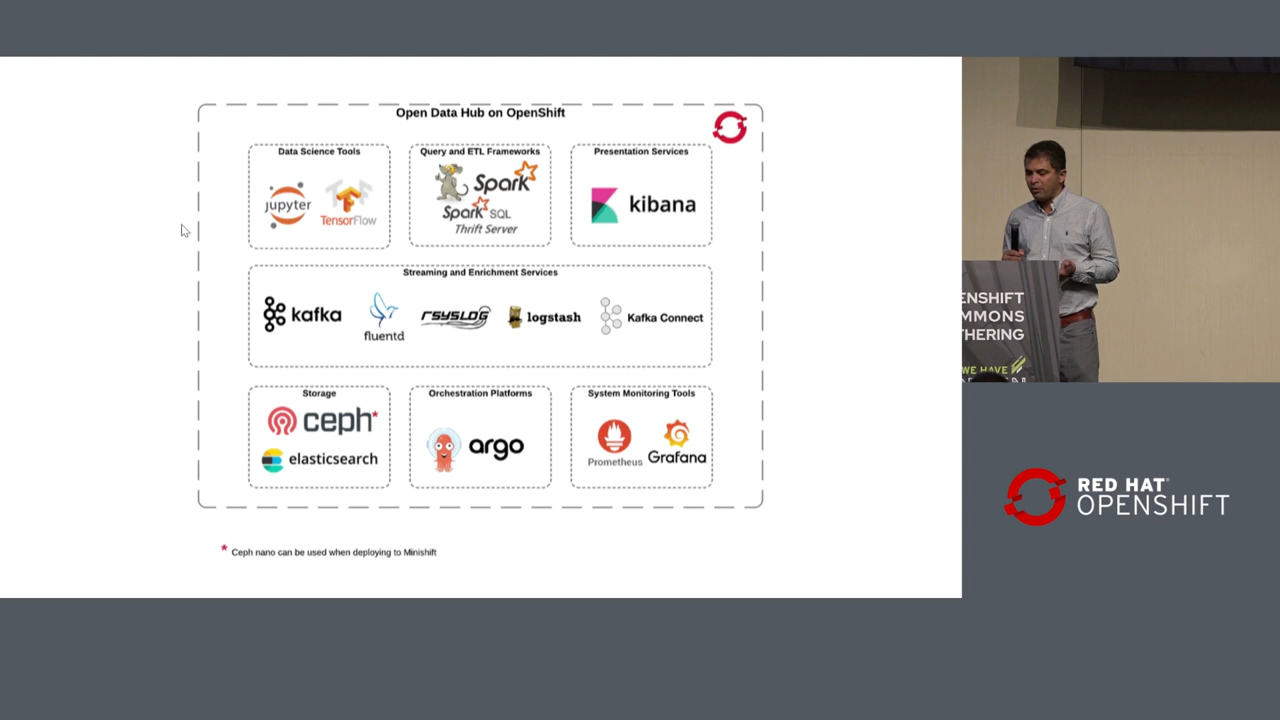 Open Data Hub on OpenShift
Data Science Tools
jupyter
TensorFlow
Query and ETL Frameworks
Spark
Spark SQL
Thrift Server
Presentation Services
kibana
Streaming and Enrichment Services
kafka
fluentd
rsyslog
logstash
Kafka Connect
Storage
ceph*
elasticsearch
Orchestration Platforms
argo
System Monitoring Tools
Prometheus
Grafana
* Ceph nano can be used when deploying to Minishift
ENSHIFT
MMONS
THERING
WE HAVE
RED HAT®
OPENSHIFT